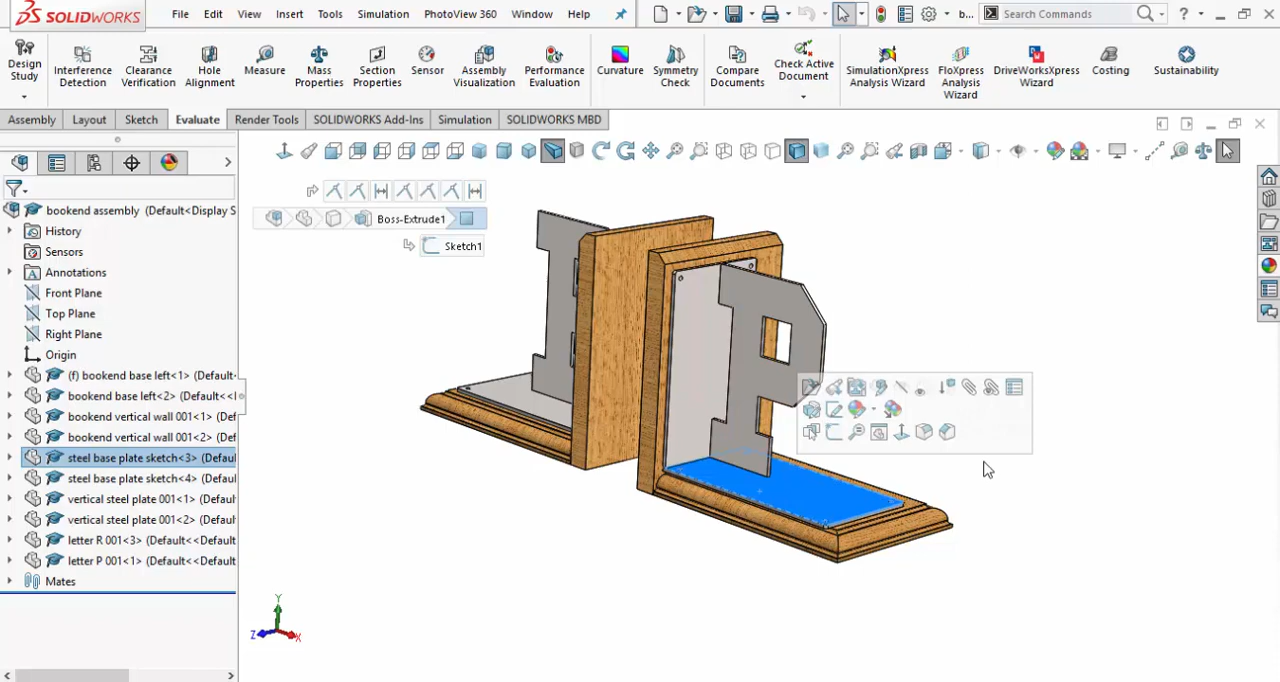 SOLIDWORKS
File Edit View Insert Tools Simulation PhotoView 360 Window Help
b...
Search Commands
Design Study
Interference Detection
Clearance Verification
Hole Alignment
Measure
Mass Properties
Section Properties
Sensor
Assembly Visualization
Performance Evaluation
Curvature
Symmetry Check
Compare Documents
Check Active Document
SimulationXpress Analysis Wizard
FloXpress Analysis Wizard
DriveWorksXpress Wizard
Costing
Sustainability
Assembly Layout Sketch Evaluate Render Tools SOLIDWORKS Add-Ins Simulation SOLIDWORKS MBD
Boss-Extrude1
Sketch1
bookend assembly (Default<Display S
History
Sensors
Annotations
Front Plane
Top Plane
Right Plane
Origin
(f) bookend base left<1> (Default·
bookend base left<2> (Default<<I
bookend vertical wall 001<1> (Def
bookend vertical wall 001<2> (Def
steel base plate sketch<3> (Defau
steel base plate sketch<4> (Defau
vertical steel plate 001<1> (Defaul
vertical steel plate 001<2> (Defaul
letter R 001<3> (Default<<Default
letter P 001<1> (Default<<Default
Mates
P
Y
Z
X